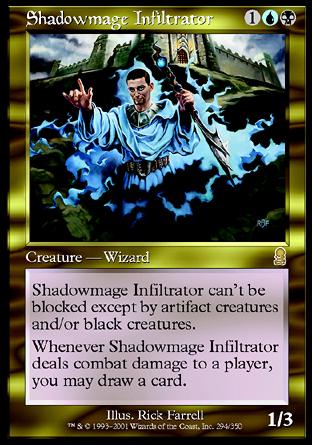 Shadowmage Infiltrator 1
RJF
Creature — Wizard
Shadowmage Infiltrator can't be
blocked except by artifact creatures
and/or black creatures.
Whenever Shadowmage Infiltrator
deals combat damage to a player,
you may draw a card.
Illus. Rick Farrell
1/3
™ & © 1993–2001 Wizards of the Coast, Inc. 294/350